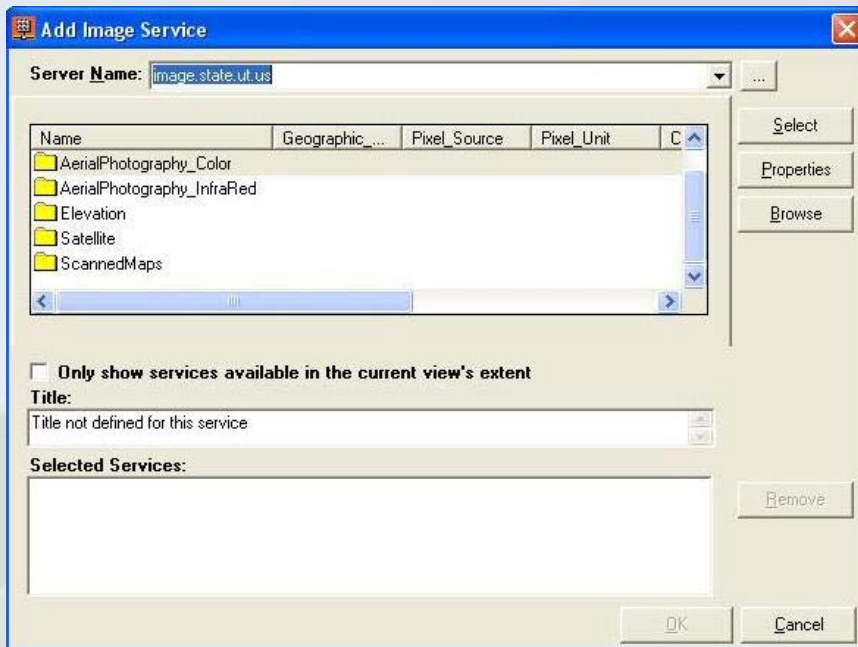 Add Image Service
Server Name: image.state.ut.us ...
Name Geographic_... Pixel_Source Pixel_Unit C
Select
AerialPhotography_Color
Properties
AerialPhotography_InfraRed
Elevation
Browse
Satellite
ScannedMaps
Only show services available in the current view's extent
Title:
Title not defined for this service
Selected Services:
Remove
OK Cancel